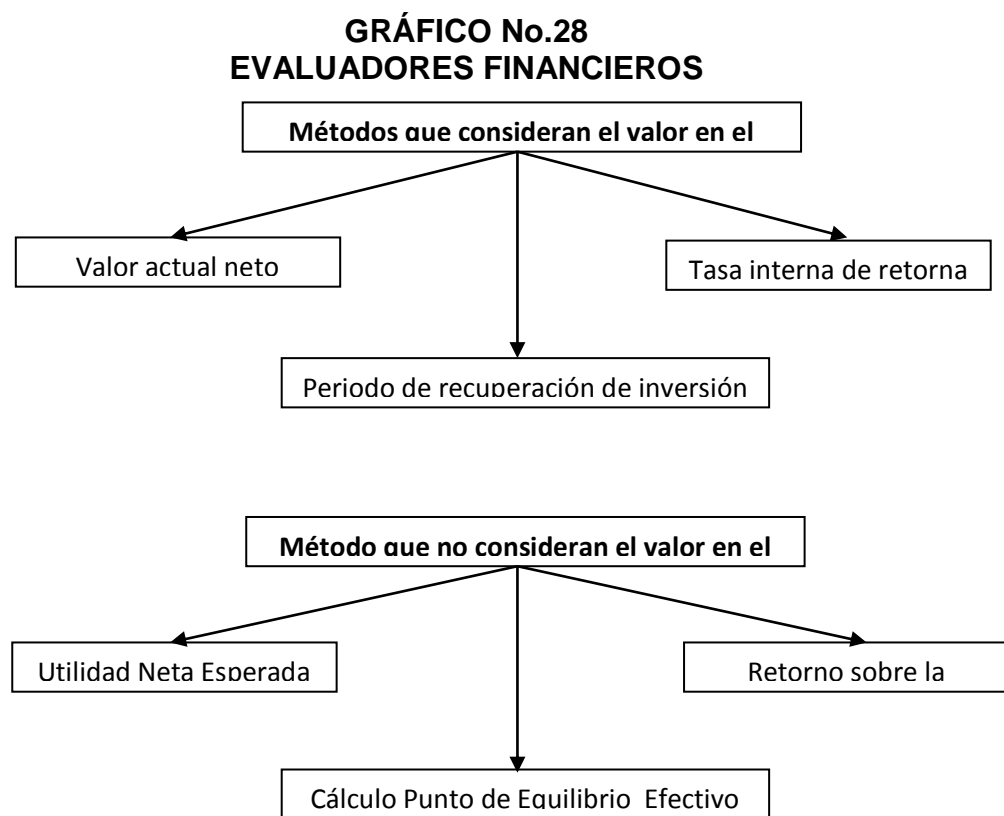 GRÁFICO No.28
EVALUADORES FINANCIEROS
Métodos que consideran el valor en el
Valor actual neto
Tasa interna de retorna
Periodo de recuperación de inversión
Método que no consideran el valor en el
Utilidad Neta Esperada
Retorno sobre la
Cálculo Punto de Equilibrio Efectivo